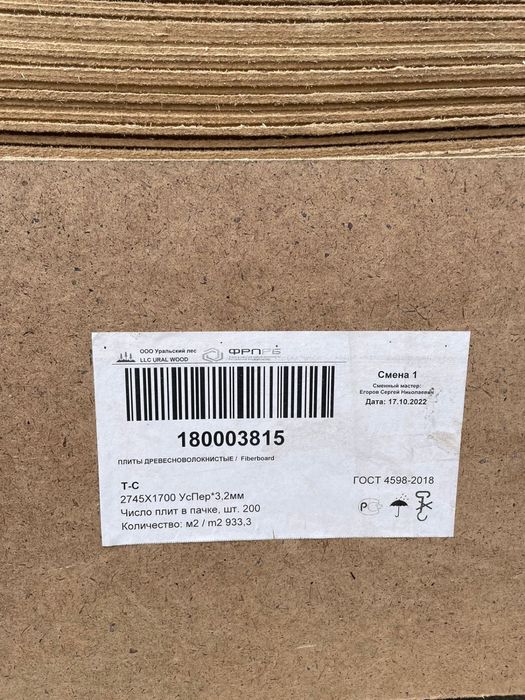 ООО Уральский лес
LLC URAL WOOD
ФРПРБ
Смена 1
Сменный мастер:
Егоров Сергей Николаевич
Дата: 17.10.2022
180003815
ПЛИТЫ ДРЕВЕСНОВОЛОКНИСТЫЕ / Fiberboard
Т-С
ГОСТ 4598-2018
2745X1700 УсПер*3,2мм
Число плит в пачке, шт. 200
Количество: м2 / m2 933,3
РС